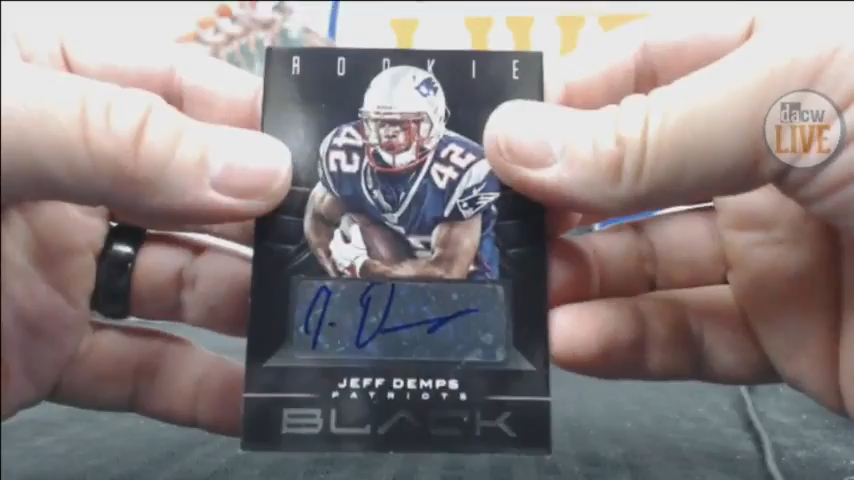 ROOKIE
42 42
J. D
JEFF DEMPS
PATRIOTS
BLACK
dacw
LIVE